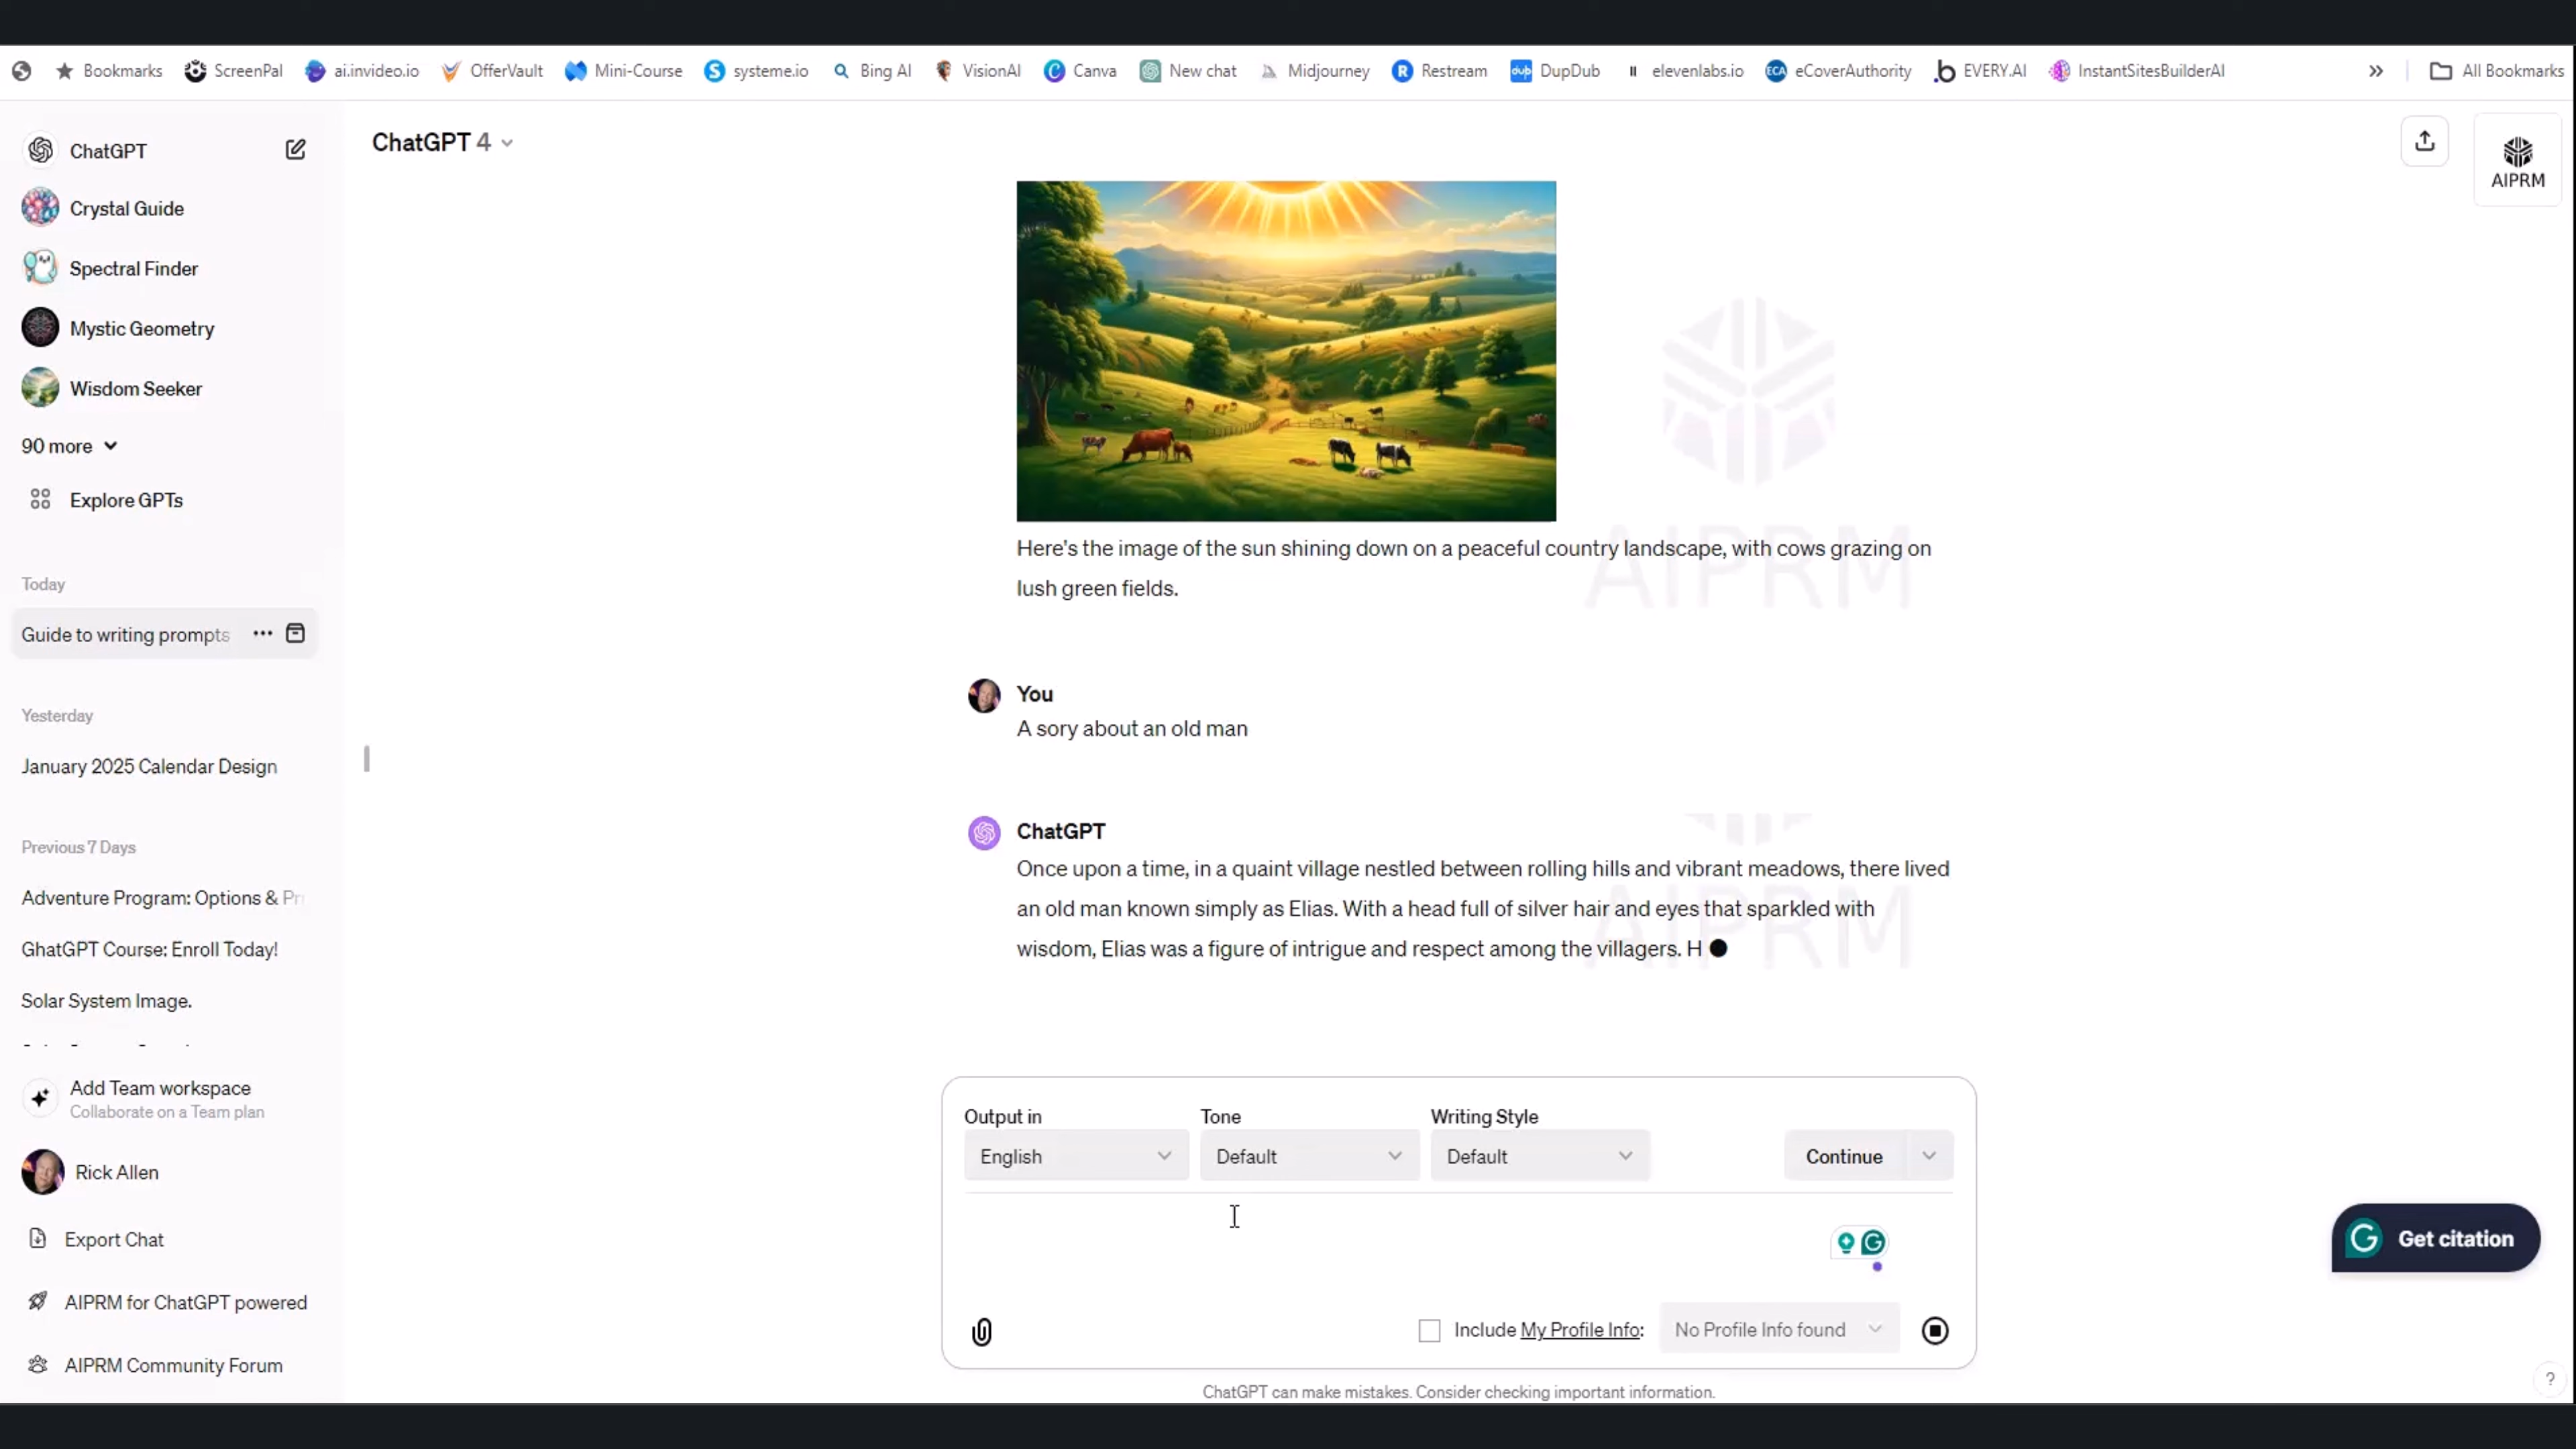 Bookmarks ScreenPal ai.invideo.io OfferVault Mini-Course systeme.io Bing AI VisionAI Canva New chat Midjourney Restream dup DupDub elevenlabs.io ECA eCoverAuthority EVERY.AI InstantSitesBuilderAI » All Bookmarks
ChatGPT
Crystal Guide
Spectral Finder
Mystic Geometry
Wisdom Seeker
90 more
Explore GPTs
Today
Guide to writing prompts
Yesterday
January 2025 Calendar Design
Previous 7 Days
Adventure Program: Options & Pr
GhatGPT Course: Enroll Today!
Solar System Image.
Add Team workspace
Collaborate on a Team plan
Rick Allen
Export Chat
AIPRM for ChatGPT powered
AIPRM Community Forum
ChatGPT 4
AIPRM
AIPRM
Here's the image of the sun shining down on a peaceful country landscape, with cows grazing on
lush green fields.
You
A sory about an old man
ChatGPT
Once upon a time, in a quaint village nestled between rolling hills and vibrant meadows, there lived
an old man known simply as Elias. With a head full of silver hair and eyes that sparkled with
wisdom, Elias was a figure of intrigue and respect among the villagers. H
AIPRM
Output in Tone Writing Style
English Default Default Continue
Include My Profile Info: No Profile Info found
Get citation
ChatGPT can make mistakes. Consider checking important information.
?